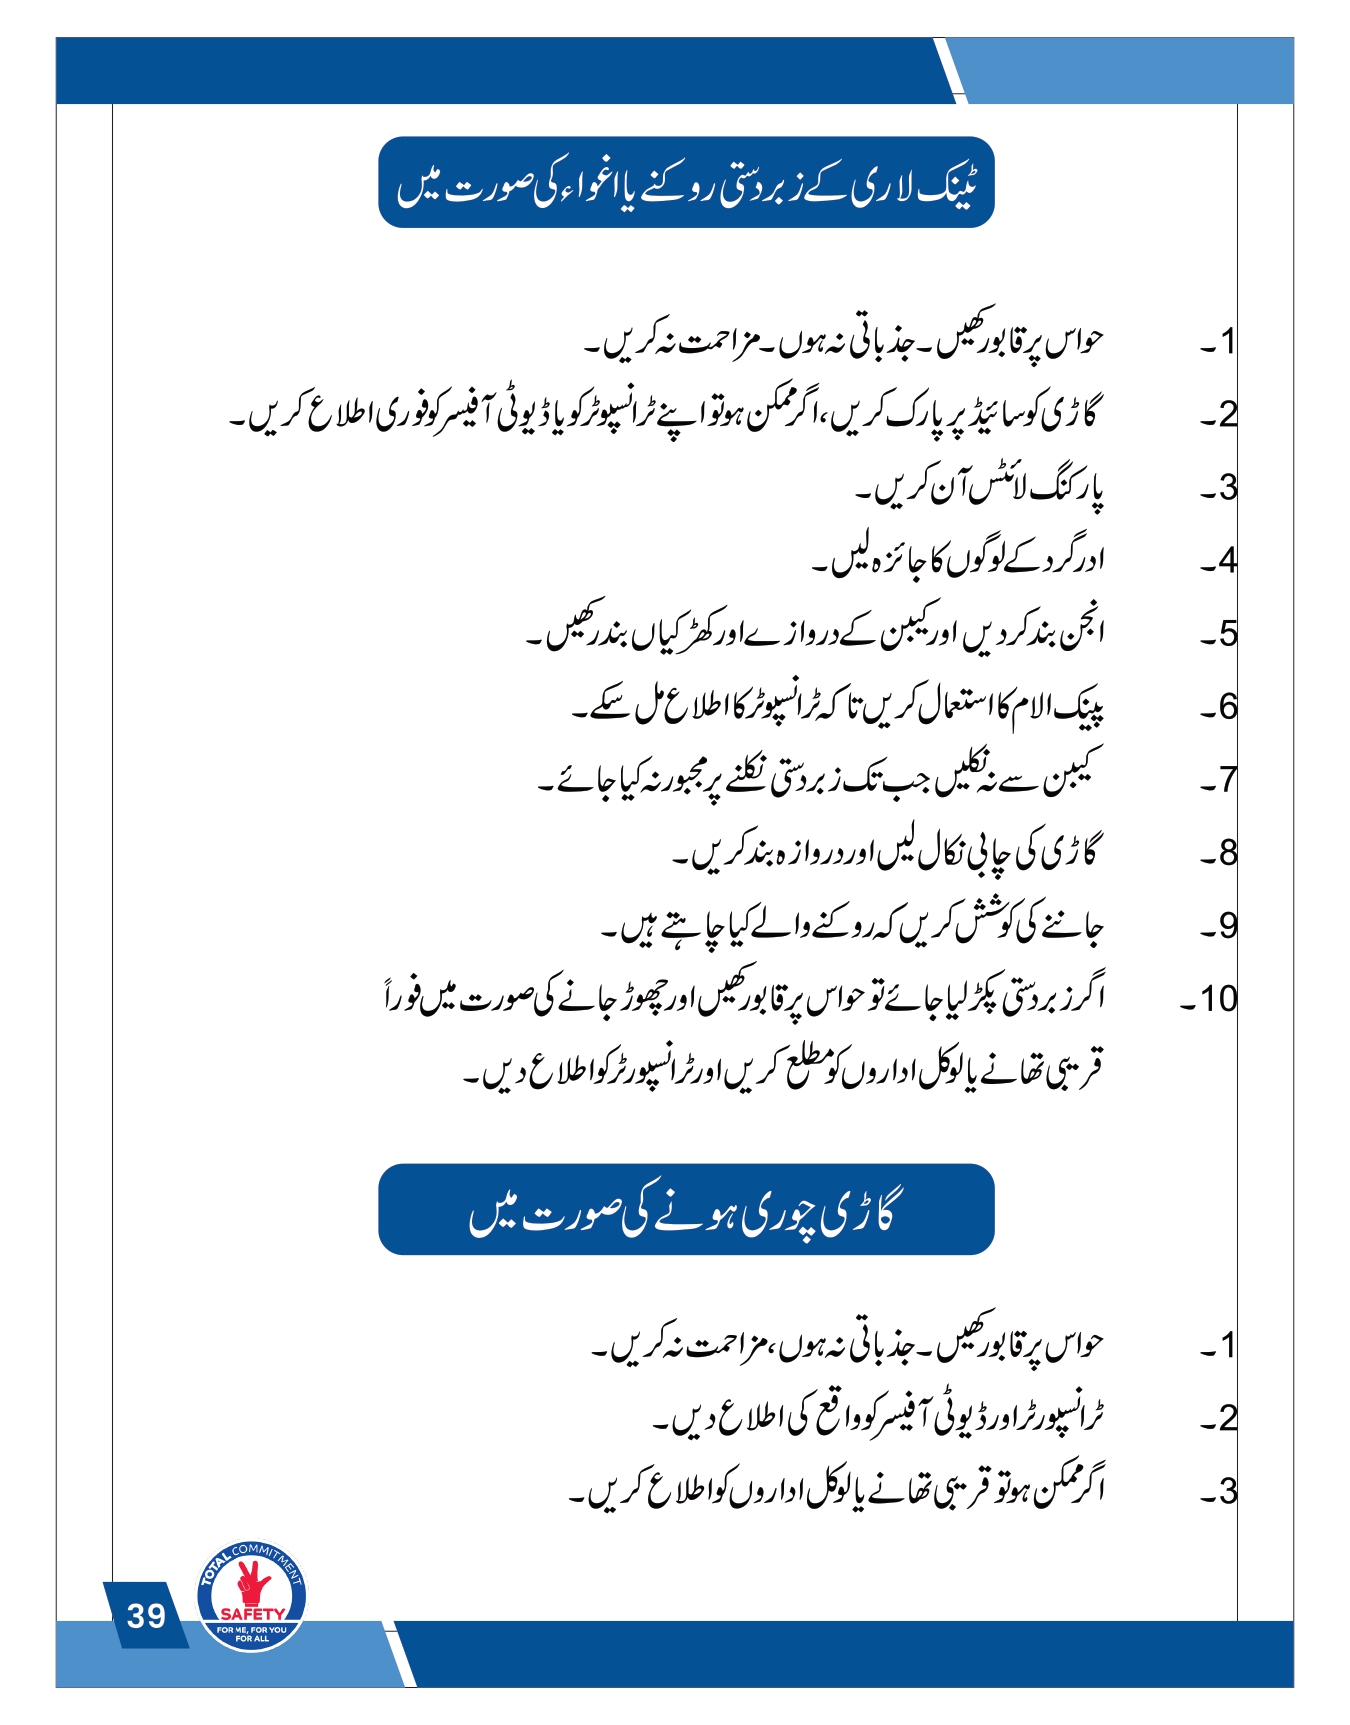 ٹینک لاری کے زبردستی روکنے یا اغواء کی صورت میں
1۔ حواس پر قابو رکھیں۔ جذباتی نہ ہوں۔ مزاحمت نہ کریں۔
2۔ گاڑی کو سائیڈ پر پارک کریں، اگر ممکن ہو تو اپنے ٹرانسپوٹر کو یا ڈیوٹی آفیسر کو فوری اطلاع کریں۔
3۔ پارکنگ لائٹس آن کریں۔
4۔ ادرگرد کے لوگوں کا جائزہ لیں۔
5۔ انجن بند کر دیں اور کیبن کے دروازے اور کھڑکیاں بند رکھیں۔
6۔ پینک الام کا استعمال کریں تاکہ ٹرانسپوٹر کا اطلاع مل سکے۔
7۔ کیبن سے نہ نکلیں جب تک زبردستی نکلنے پر مجبور نہ کیا جائے۔
8۔ گاڑی کی چابی نکال لیں اور دروازہ بند کریں۔
9۔ جاننے کی کوشش کریں کہ روکنے والے کیا چاہتے ہیں۔
10۔ اگر زبردستی پکڑ لیا جائے تو حواس پر قابو رکھیں اور چھوڑ جانے کی صورت میں فوراً
قریبی تھانے یا لوکل اداروں کو مطلع کریں اور ٹرانسپورٹر کو اطلاع دیں۔
گاڑی چوری ہونے کی صورت میں
1۔ حواس پر قابو رکھیں۔ جذباتی نہ ہوں، مزاحمت نہ کریں۔
2۔ ٹرانسپورٹر اور ڈیوٹی آفیسر کو واقع کی اطلاع دیں۔
3۔ اگر ممکن ہو تو قریبی تھانے یا لوکل اداروں کو اطلاع کریں۔
TOTAL COMMITMENT
SAFETY
FOR ME, FOR YOU
FOR ALL
39